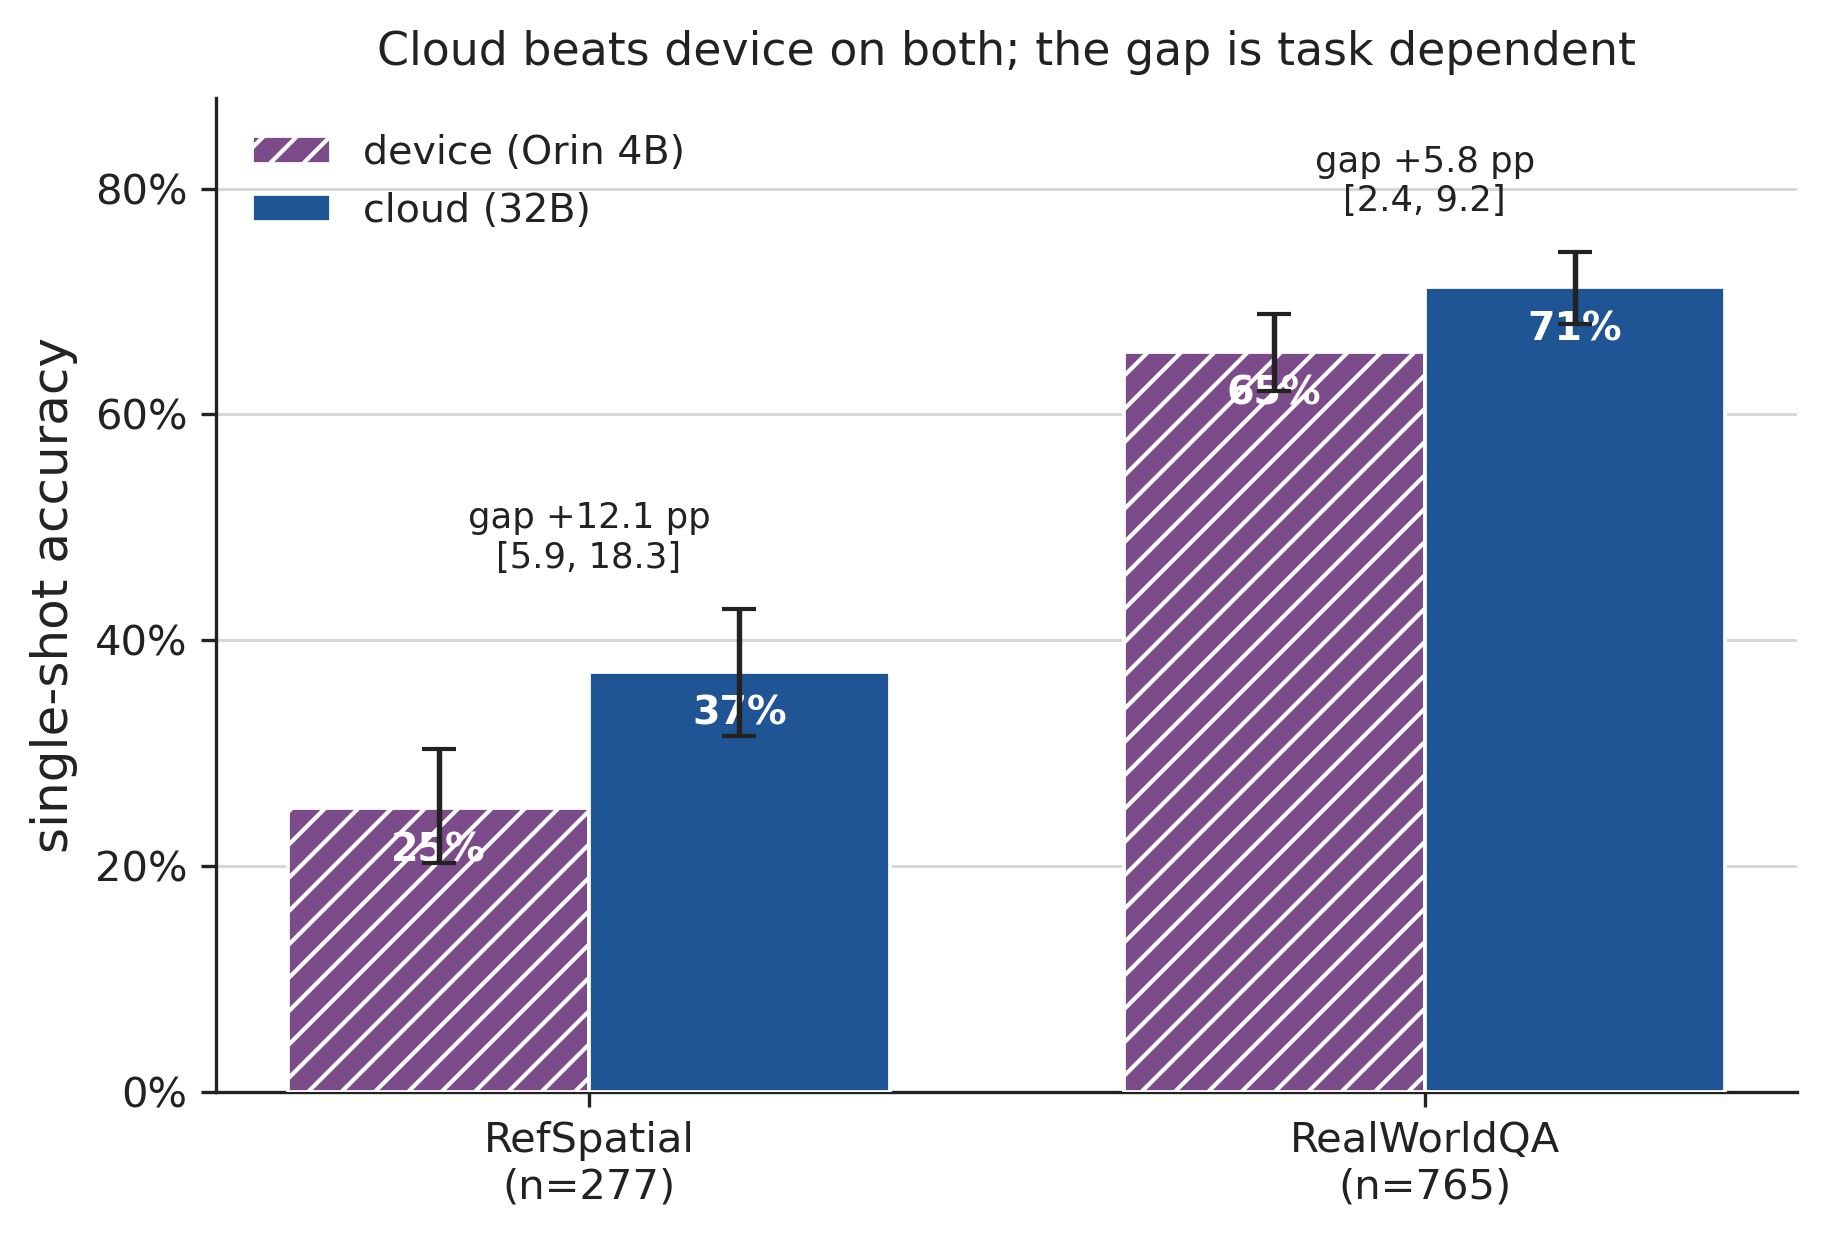 Cloud beats device on both; the gap is task dependent
device (Orin 4B)
cloud (32B)
single-shot accuracy
80%
60%
40%
20%
0%
gap +12.1 pp
[5.9, 18.3]
gap +5.8 pp
[2.4, 9.2]
25%
37%
65%
71%
RefSpatial
(n=277)
RealWorldQA
(n=765)